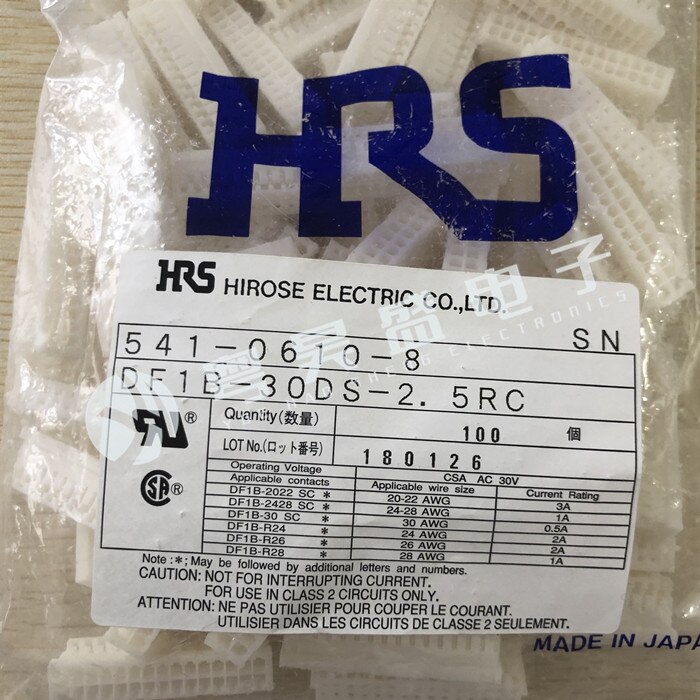 HRS
HRS HIROSE ELECTRIC CO.,LTD.
541-0610-8 SN
DF1B-30DS-2. 5RC
Quantity (数量) 100 個
LOT No.(ロット番号) 180126
Operating Voltage CSA AC 30V
Applicable contacts Applicable wire size Current Rating
DF1B-2022 SC * 20-22 AWG 3A
DF1B-2428 SC * 24-28 AWG 1A
DF1B-30 SC * 30 AWG 0.5A
DF1B-R24 * 24 AWG 2A
DF1B-R26 * 26 AWG 2A
DF1B-R28 * 28 AWG 1A
Note :*; May be followed by additional letters and numbers.
CAUTION: NOT FOR INTERRUPTING CURRENT.
FOR USE IN CLASS 2 CIRCUITS ONLY.
ATTENTION: NE PAS UTILISIER POUR COUPER LE COURANT.
UTILISIER DANS LES CIRCUITS DE CLASSE 2 SEULEMENT.
MADE IN JAPA